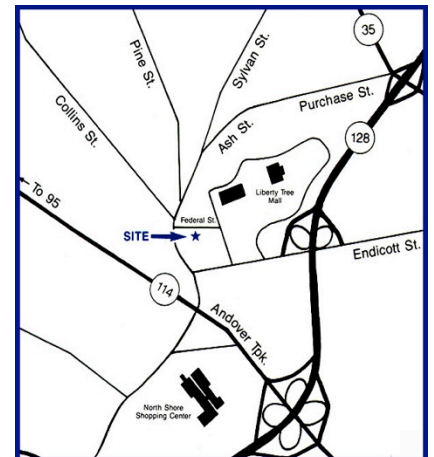 35
Pine St.
Sylvan St.
Collins St.
Purchase St.
Ash St.
128
Liberty Tree
Mall
To 95
Federal St.
SITE
Endicott St.
114
Andover Tpk.
North Shore
Shopping Center